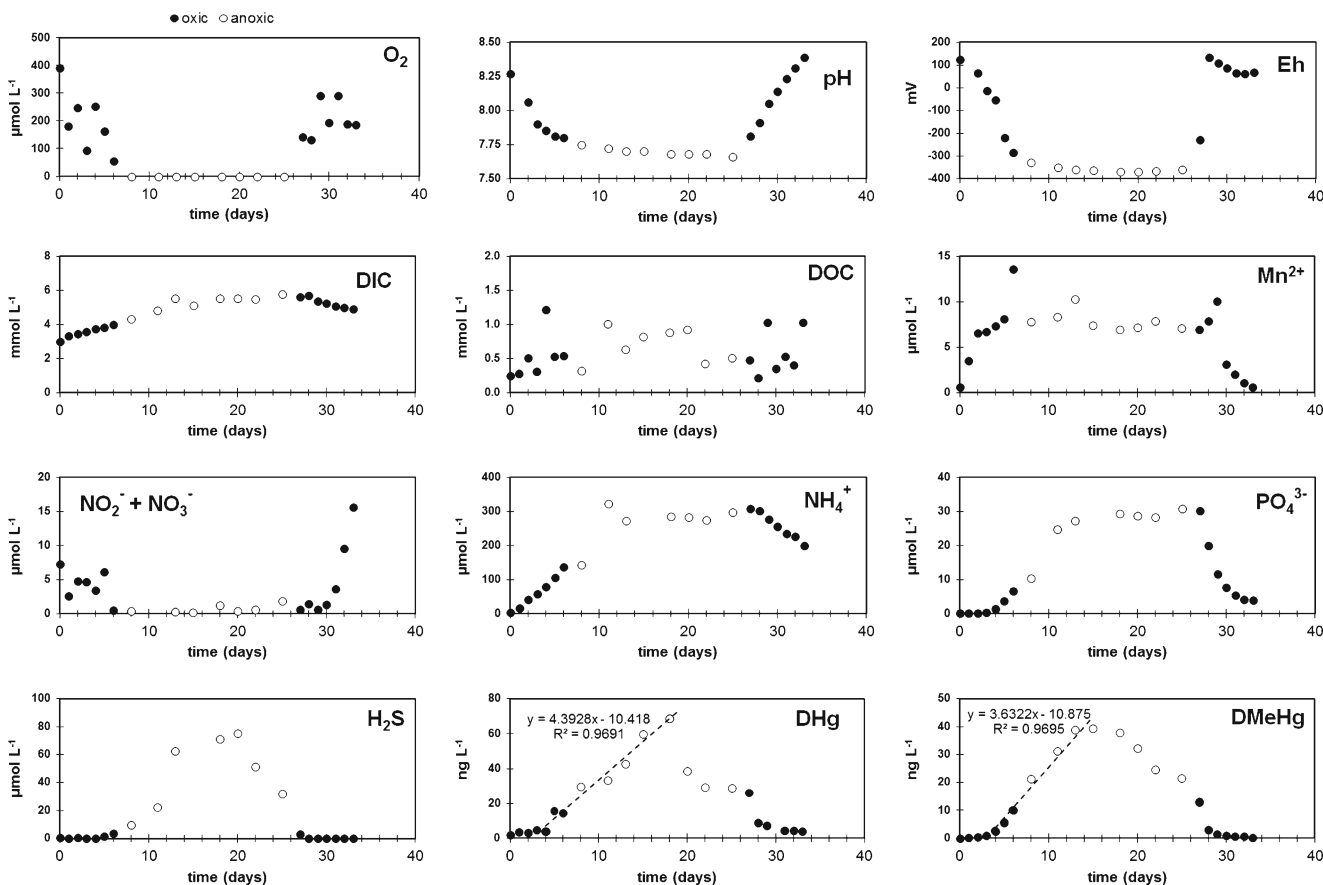 ● oxic ○ anoxic
500
400
300
200
100
0
µmol L⁻¹
O₂
0 10 20 30 40
time (days)
8.50
8.25
8.00
7.75
7.50
pH
0 10 20 30 40
time (days)
200
100
0
-100
-200
-300
-400
mV
Eh
0 10 20 30 40
time (days)
8
6
4
2
0
mmol L⁻¹
DIC
0 10 20 30 40
time (days)
2.0
1.5
1.0
0.5
0.0
mmol L⁻¹
DOC
0 10 20 30 40
time (days)
15
10
5
0
µmol L⁻¹
Mn²⁺
0 10 20 30 40
time (days)
20
15
10
5
0
µmol L⁻¹
NO₂⁻ + NO₃⁻
0 10 20 30 40
time (days)
400
300
200
100
0
µmol L⁻¹
NH₄⁺
0 10 20 30 40
time (days)
40
30
20
10
0
µmol L⁻¹
PO₄³⁻
0 10 20 30 40
time (days)
100
80
60
40
20
0
µmol L⁻¹
H₂S
0 10 20 30 40
time (days)
80
60
40
20
0
ng L⁻¹
y = 4.3928x - 10.418
R² = 0.9691
DHg
0 10 20 30 40
time (days)
50
40
30
20
10
0
ng L⁻¹
y = 3.6322x - 10.875
R² = 0.9695
DMeHg
0 10 20 30 40
time (days)